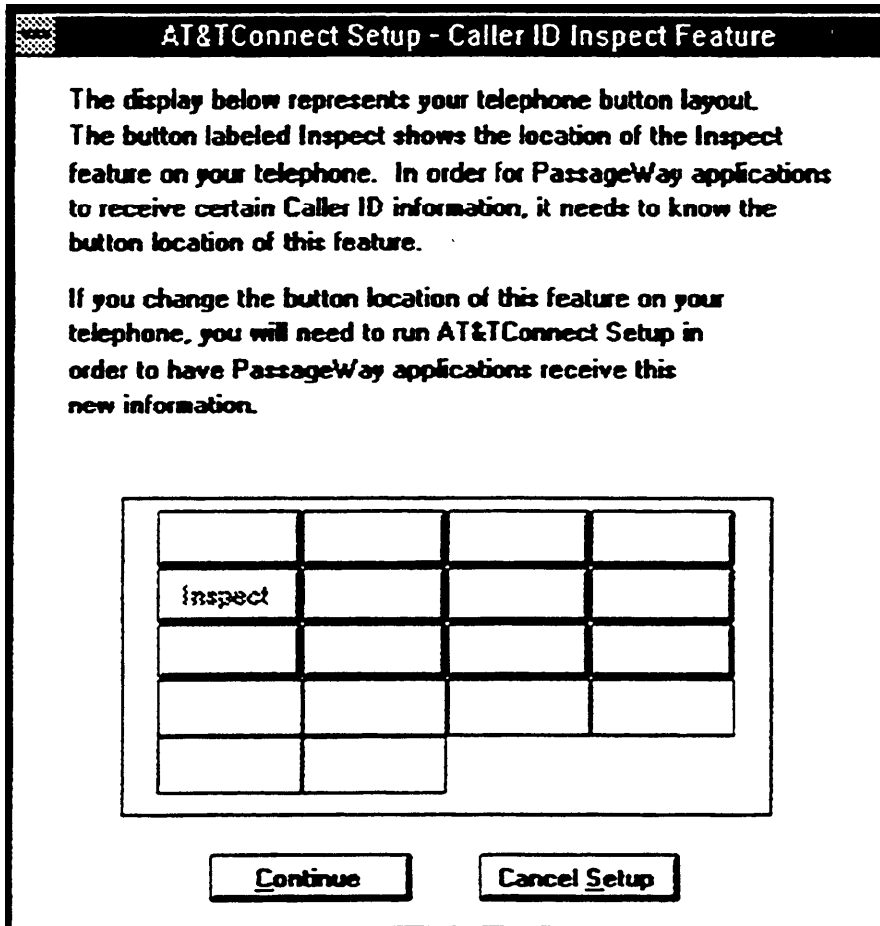 AT&TConnect Setup - Caller ID Inspect Feature
The display below represents your telephone button layout.
The button labeled Inspect shows the location of the Inspect
feature on your telephone. In order for PassageWay applications
to receive certain Caller ID information, it needs to know the
button location of this feature.
If you change the button location of this feature on your
telephone, you will need to run AT&TConnect Setup in
order to have PassageWay applications receive this
new information.
Inspect
Continue
Cancel Setup